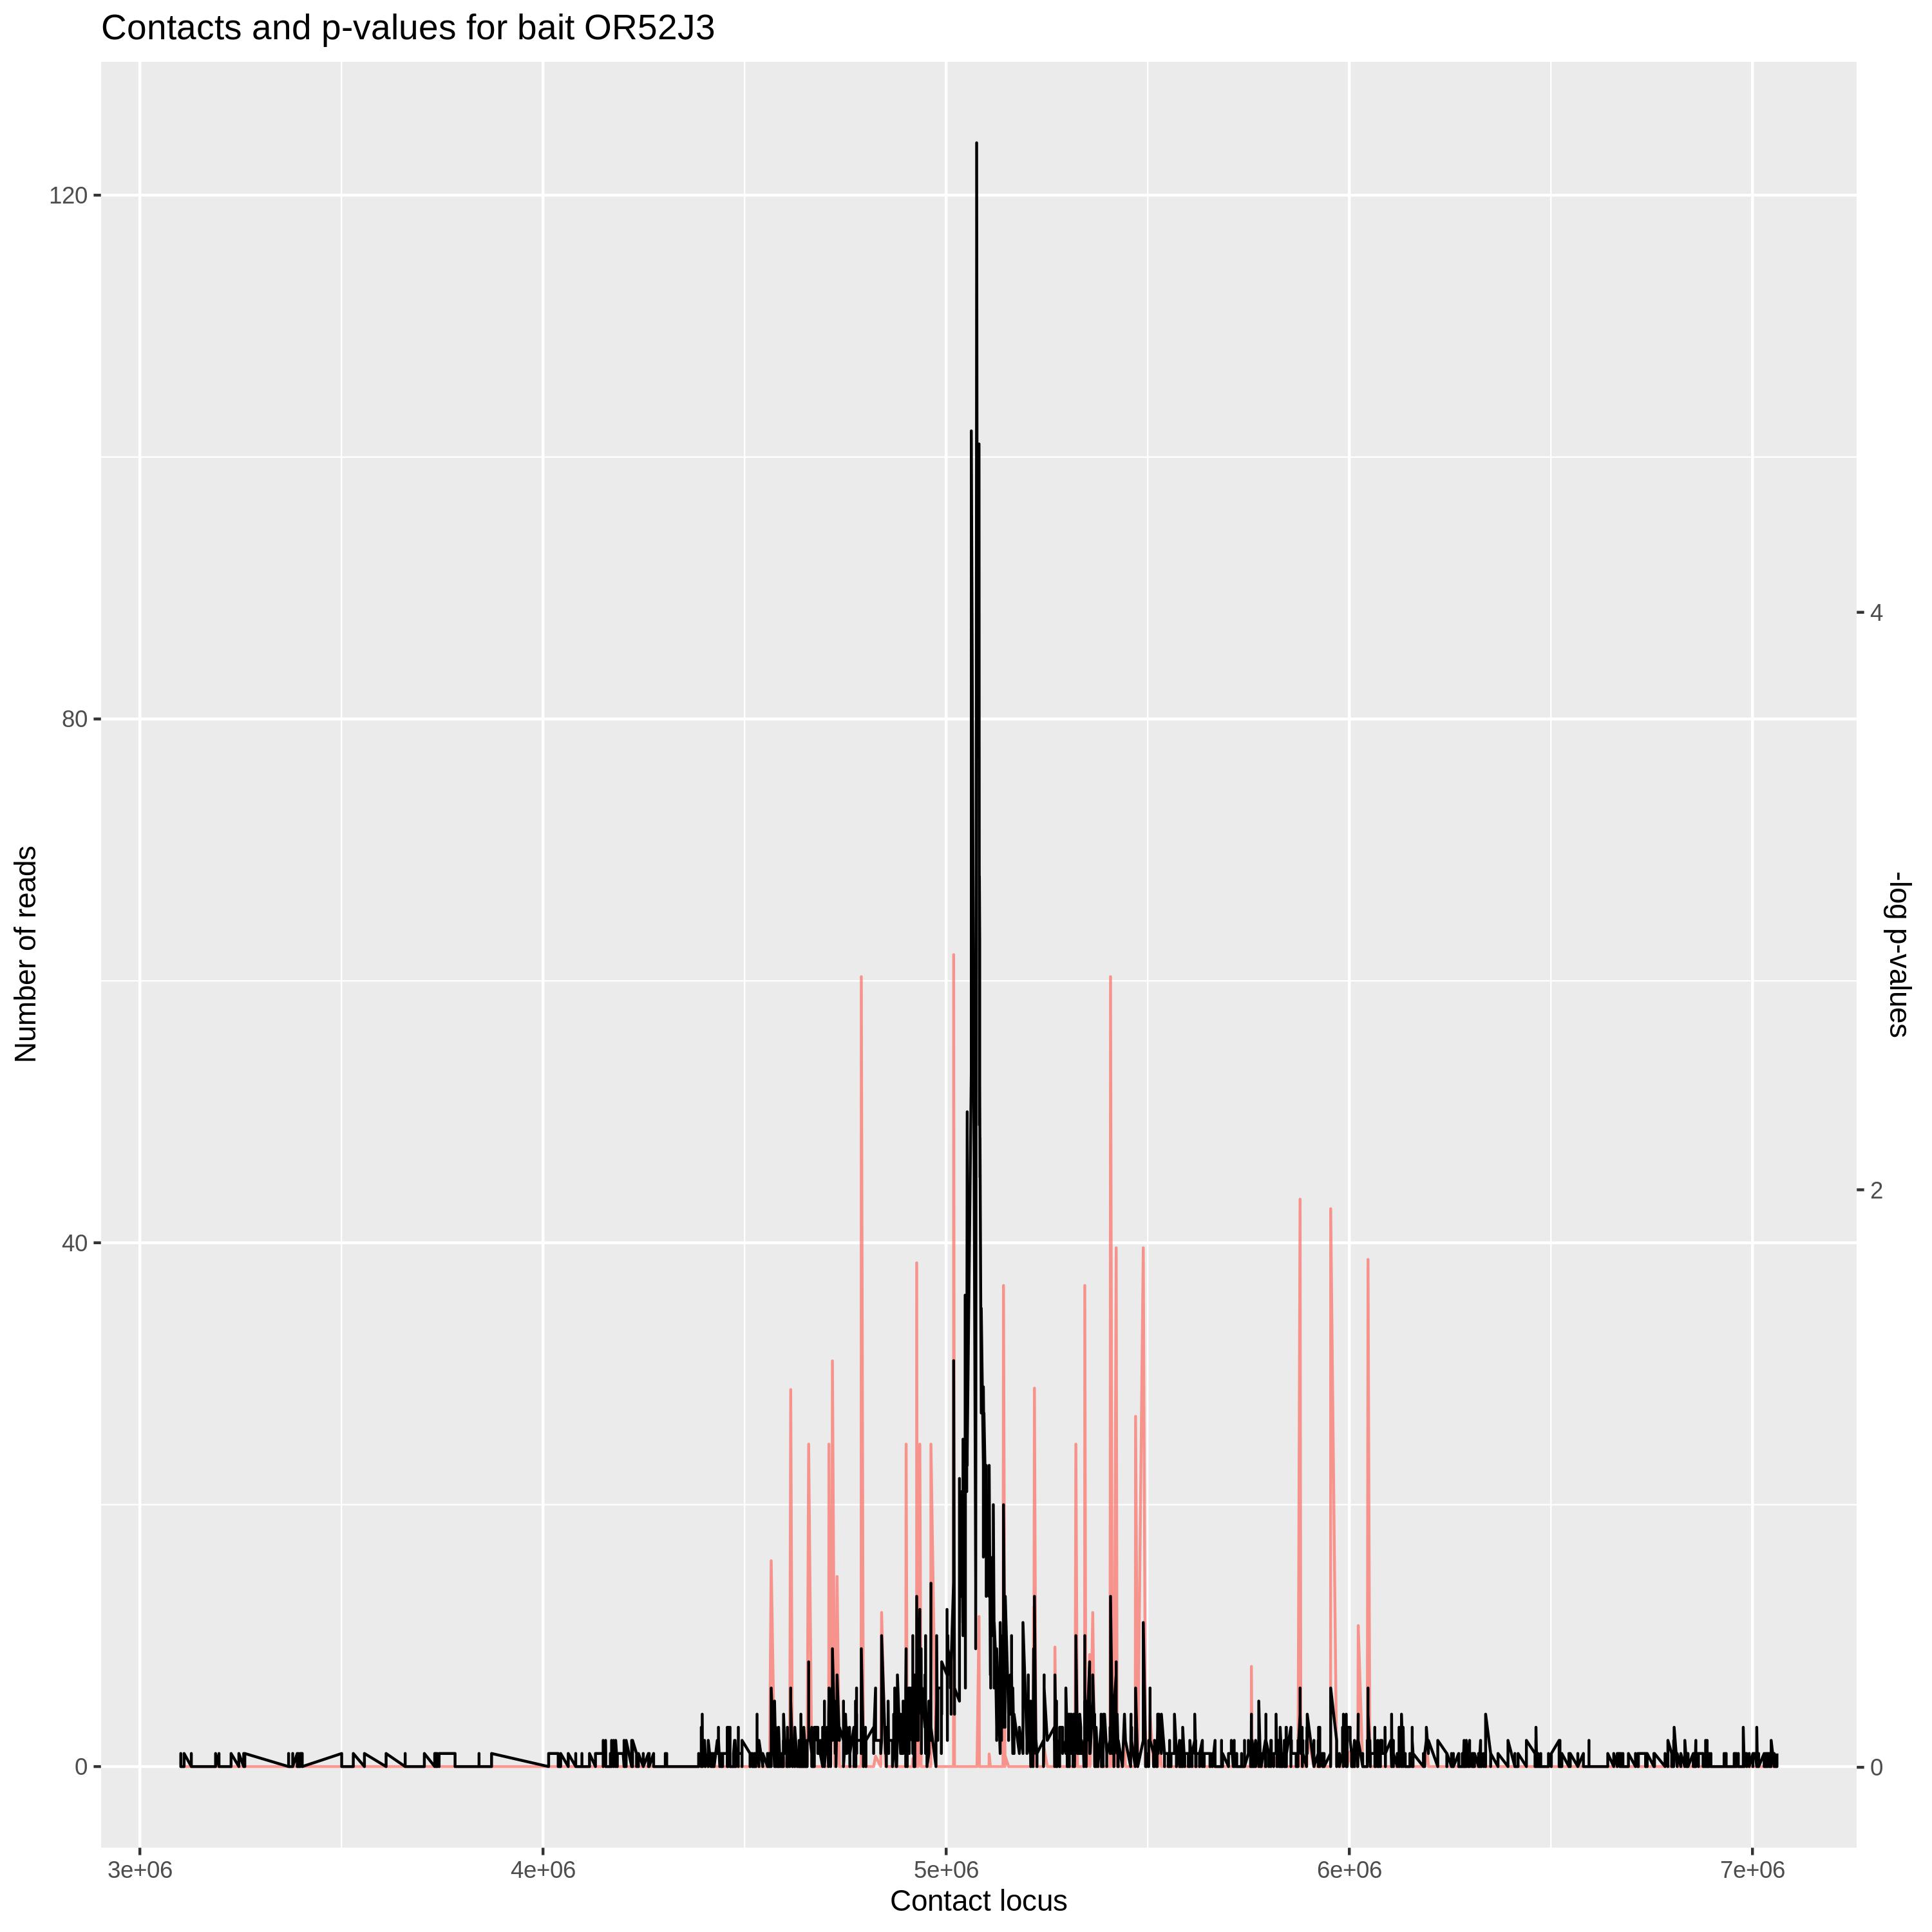 Contacts and p-values for bait OR52J3
120
80
40
0
Number of reads
4
2
0
-log p-values
3e+06
4e+06
5e+06
6e+06
7e+06
Contact locus